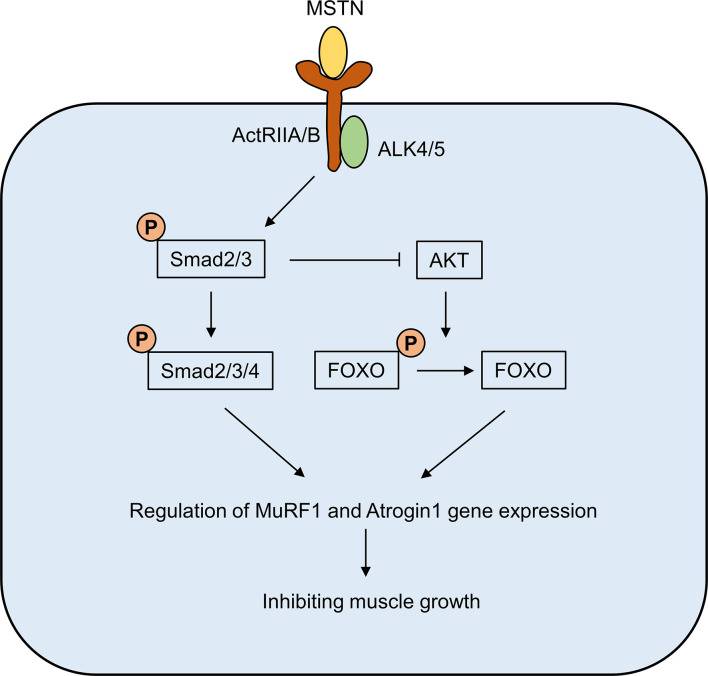 MSTN
ActRIIA/B
ALK4/5
P
Smad2/3
AKT
P
Smad2/3/4
P
FOXO
FOXO
Regulation of MuRF1 and Atrogin1 gene expression
Inhibiting muscle growth